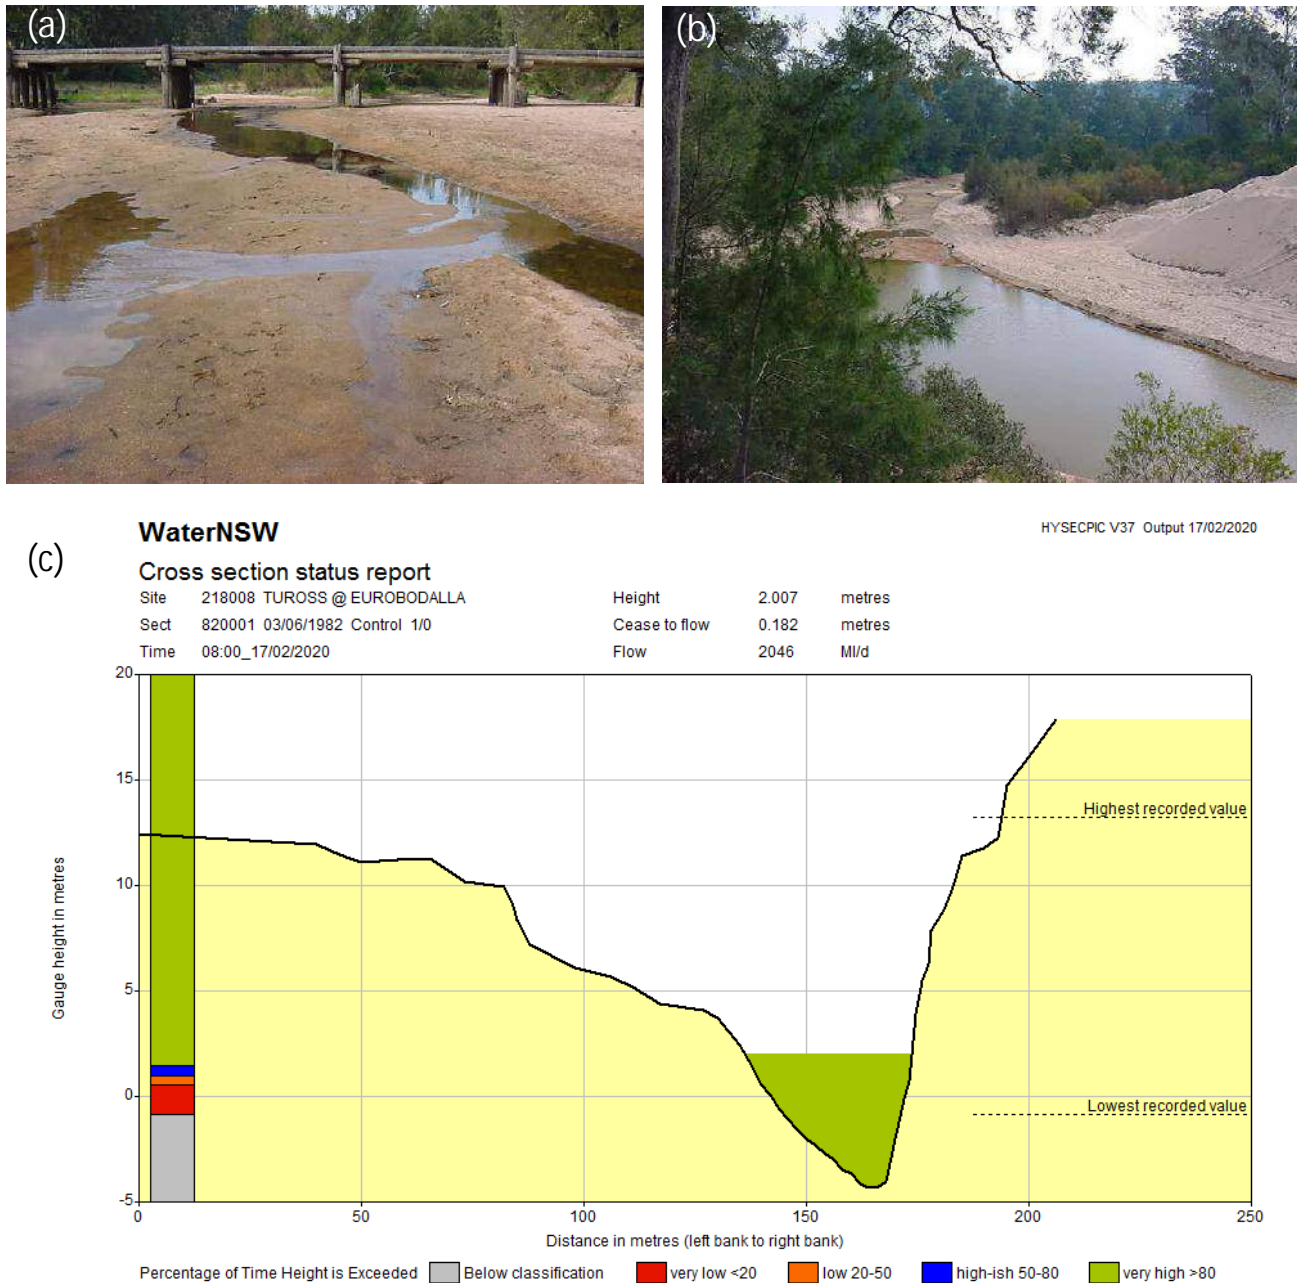 (a)
(b)
(c)
WaterNSW
HYSECPIC V37 Output 17/02/2020
Cross section status report
Site 218008 TUROSS @ EUROBODALLA Height 2.007 metres
Sect 820001 03/06/1982 Control 1/0 Cease to flow 0.182 metres
Time 08:00_17/02/2020 Flow 2046 Ml/d
20
15
10
5
0
-5
Gauge height in metres
Highest recorded value
Lowest recorded value
0 50 100 150 200 250
Distance in metres (left bank to right bank)
Percentage of Time Height is Exceeded Below classification very low <20 low 20-50 high-ish 50-80 very high >80